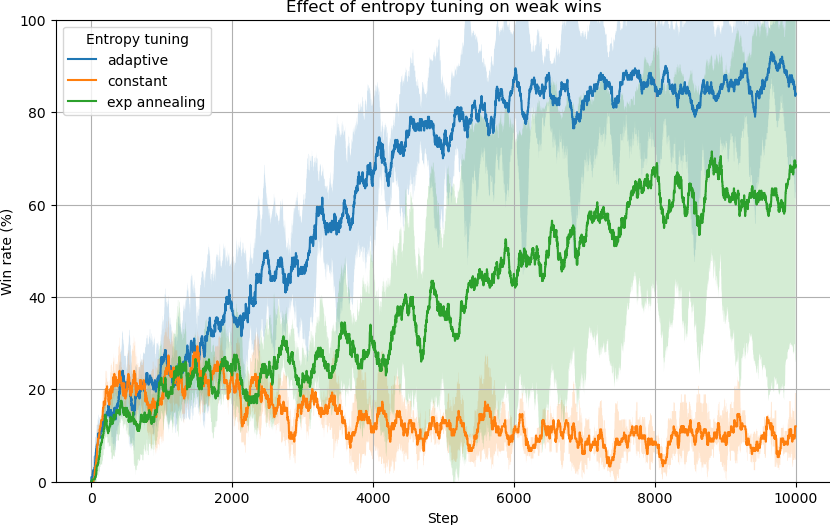 Effect of entropy tuning on weak wins
Entropy tuning
adaptive
constant
exp annealing
Win rate (%)
100
80
60
40
20
0
0 2000 4000 6000 8000 10000
Step